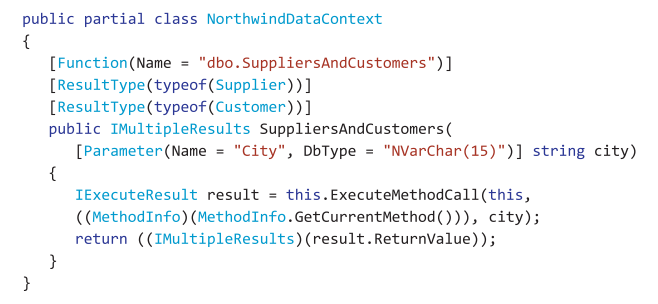 public partial class NorthwindDataContext
{
[Function(Name = "dbo.SuppliersAndCustomers")]
[ResultType(typeof(Supplier))]
[ResultType(typeof(Customer))]
public IMultipleResults SuppliersAndCustomers(
[Parameter(Name = "City", DbType = "NVarChar(15)")] string city)
{
IExecuteResult result = this.ExecuteMethodCall(this,
((MethodInfo)(MethodInfo.GetCurrentMethod())), city);
return ((IMultipleResults)(result.ReturnValue));
}
}